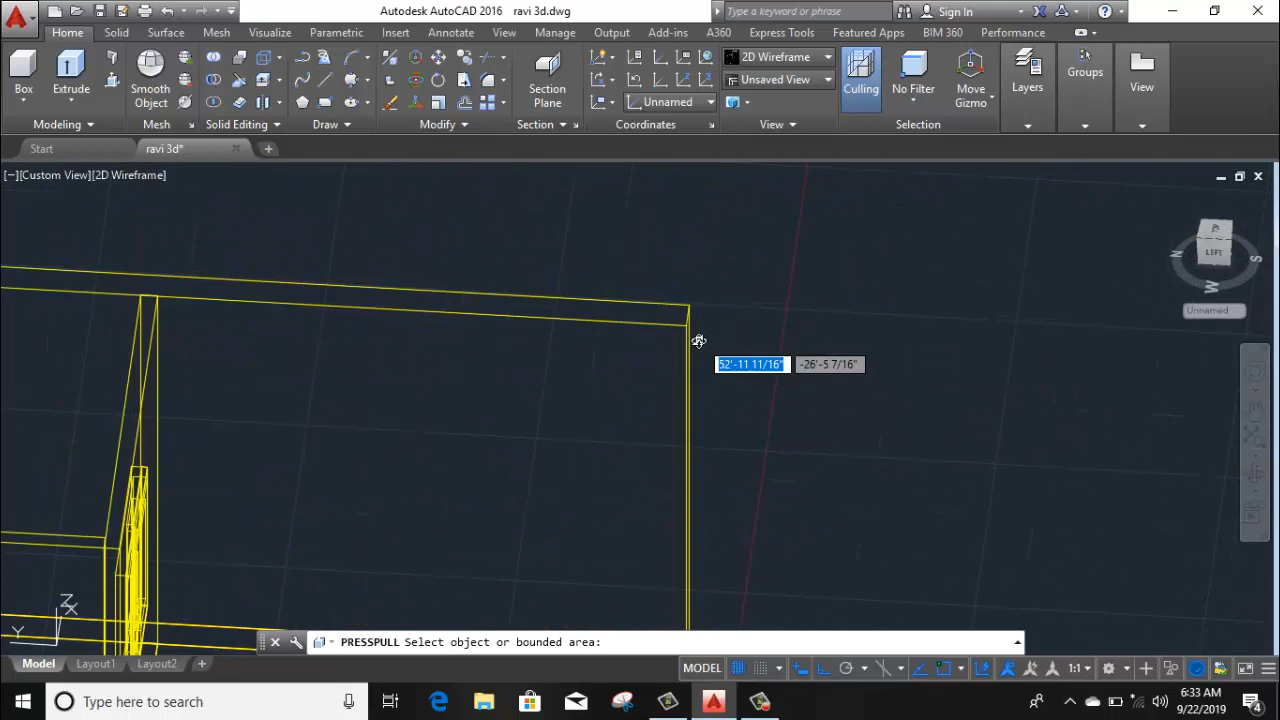 Autodesk AutoCAD 2016 ravi 3d.dwg
Type a keyword or phrase
Sign In
Home Solid Surface Mesh Visualize Parametric Insert Annotate View Manage Output Add-ins A360 Express Tools Featured Apps BIM 360 Performance
2D Wireframe
Unsaved View
Unnamed
Box
Extrude
Smooth
Object
Section
Plane
Culling
No Filter
Move
Gizmo
Layers
Groups
View
Modeling
Mesh
Solid Editing
Draw
Modify
Section
Coordinates
View
Selection
Start
ravi 3d*
[−][Custom View][2D Wireframe]
LEFT
N
S
W
Unnamed
52'-11 11/16"
-26'-5 7/16"
Z
X
Y
PRESSPULL Select object or bounded area:
Model
Layout1
Layout2
MODEL
1:1
Type here to search
6:33 AM
9/22/2019